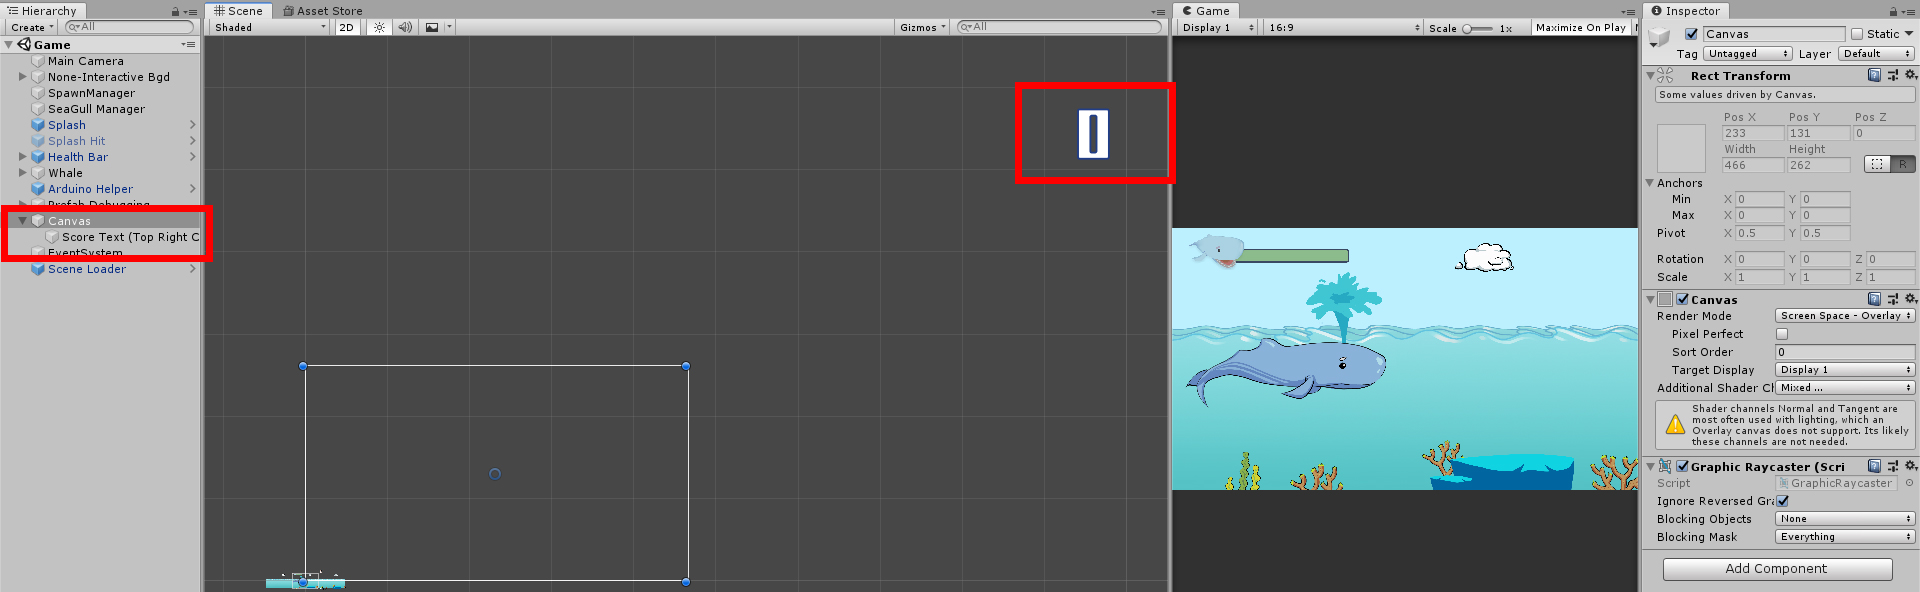 Hierarchy
Create
All
Game
Main Camera
None-Interactive Bgd
SpawnManager
SeaGull Manager
Splash
Splash Hit
Health Bar
Whale
Arduino Helper
Prefab Debugging
Canvas
Score Text (Top Right C
EventSystem
Scene Loader
Scene
Asset Store
Shaded
2D
Gizmos
All
0
Game
Display 1
16:9
Scale
1x
Maximize On Play
Inspector
Canvas
Static
Tag
Untagged
Layer
Default
Rect Transform
Some values driven by Canvas.
Pos X
Pos Y
Pos Z
233
131
0
Width
Height
466
262
R
Anchors
Min
X 0
Y 0
Max
X 0
Y 0
Pivot
X 0.5
Y 0.5
Rotation
X 0
Y 0
Z 0
Scale
X 1
Y 1
Z 1
Canvas
Render Mode
Screen Space - Overlay
Pixel Perfect
Sort Order
0
Target Display
Display 1
Additional Shader Ch
Mixed ...
Shader channels Normal and Tangent are
most often used with lighting, which an
Overlay canvas does not support. Its likely
these channels are not needed.
Graphic Raycaster (Scri
Script
GraphicRaycaster
Ignore Reversed Gra
Blocking Objects
None
Blocking Mask
Everything
Add Component